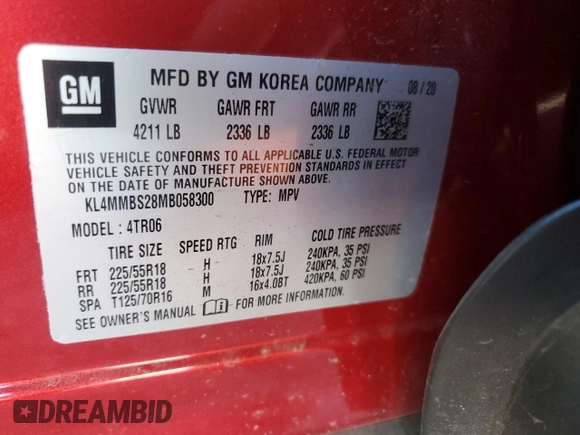 GM
MFD BY GM KOREA COMPANY 08/20
GVWR GAWR FRT GAWR RR
4211 LB 2336 LB 2336 LB
THIS VEHICLE CONFORMS TO ALL APPLICABLE U.S. FEDERAL MOTOR
VEHICLE SAFETY AND THEFT PREVENTION STANDARDS IN EFFECT ON
THE DATE OF MANUFACTURE SHOWN ABOVE.
KL4MMBS28MB058300 TYPE: MPV
MODEL : 4TR06
TIRE SIZE SPEED RTG RIM COLD TIRE PRESSURE
FRT 225/55R18 H 18x7.5J 240KPA, 35 PSI
RR 225/55R18 H 18x7.5J 240KPA, 35 PSI
SPA T125/70R16 M 16x4.0BT 420KPA, 60 PSI
SEE OWNER'S MANUAL FOR MORE INFORMATION
DREAMBID